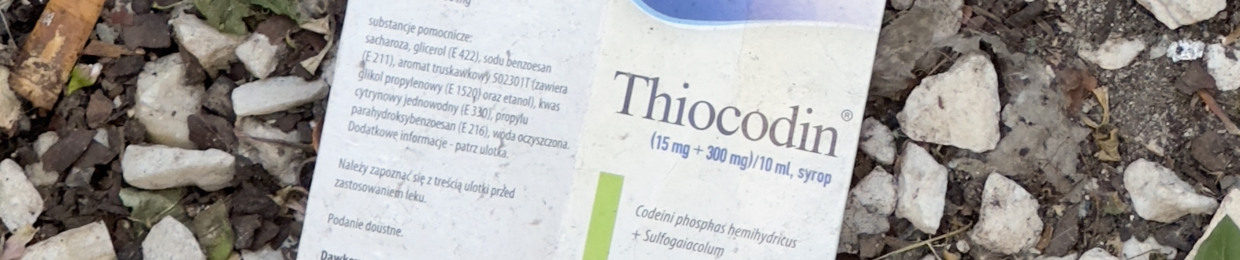 substancje pomocnicze:
sacharoza, glicerol (E 422), sodu benzoesan
(E 211), aromat truskawkowy 502301T (zawiera
glikol propylenowy (E 1520) oraz etanol), kwas
cytrynowy jednowodny (E 330), propylu
parahydroksybenzoesan (E 216), woda oczyszczona.
Dodatkowe informacje - patrz ulotka.
Należy zapoznać się z treścią ulotki przed
zastosowaniem leku.
Podanie doustne.
Thiocodin®
(15 mg + 300 mg)/10 ml, syrop
Codeini phosphas hemihydricus
+ Sulfogaiacolum